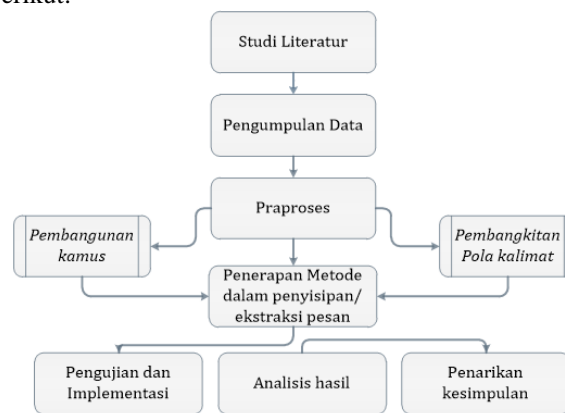 Studi Literatur
Pengumpulan Data
Praproses
Pembangunan
kamus
Pembangkitan
Pola kalimat
Penerapan Metode
dalam penyisipan/
ekstraksi pesan
Pengujian dan
Implementasi
Analisis hasil
Penarikan
kesimpulan